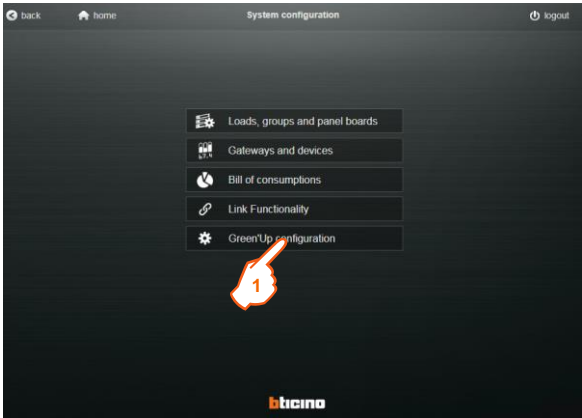 back home System configuration logout
Loads, groups and panel boards
Gateways and devices
Bill of consumptions
Link Functionality
Green'Up configuration
1
bticino